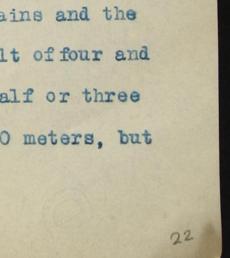 ains and the
lt of four and
alf or three
0 meters, but
22